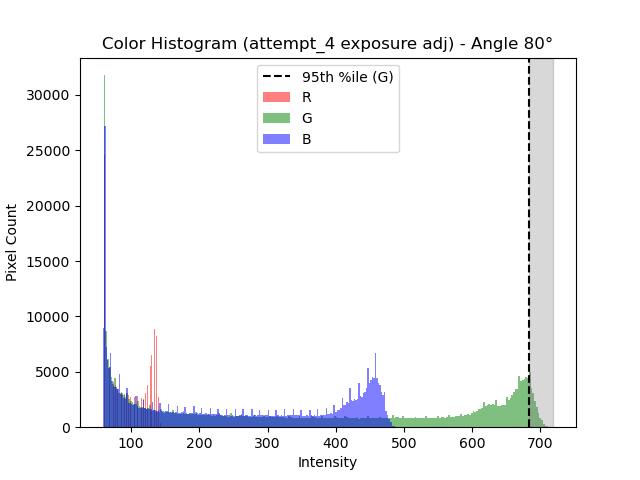 Color Histogram (attempt_4 exposure adj) - Angle 80°
95th %ile (G)
R
G
B
Pixel Count
30000
25000
20000
15000
10000
5000
0
100 200 300 400 500 600 700
Intensity